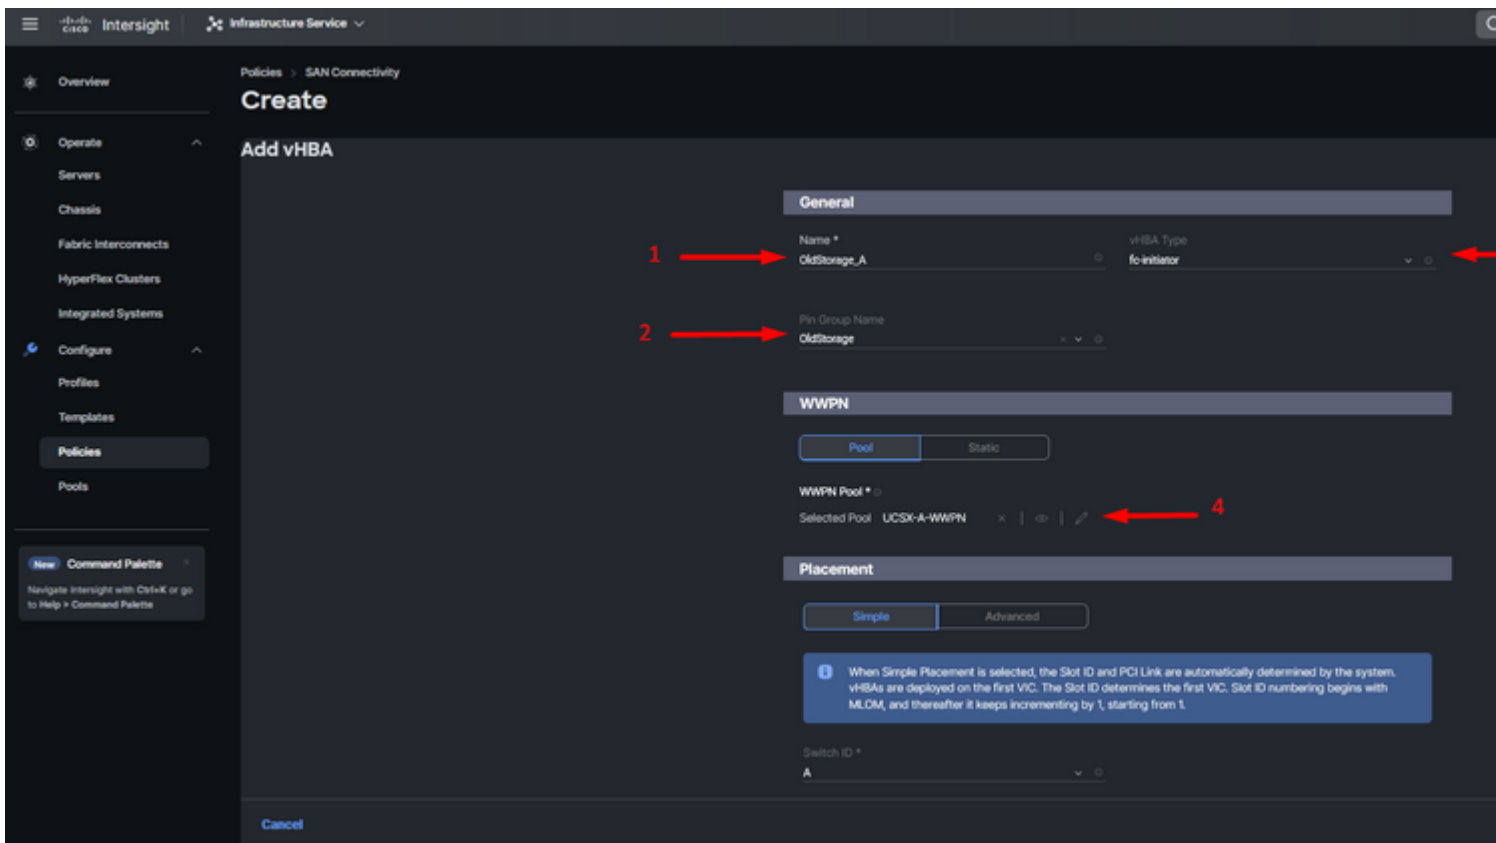 cisco Intersight Infrastructure Service
Overview
Operate
Servers
Chassis
Fabric Interconnects
HyperFlex Clusters
Integrated Systems
Configure
Profiles
Templates
Policies
Pools
New Command Palette
Navigate Intersight with Ctrl+K or go
to Help > Command Palette
Policies > SAN Connectivity
Create
Add vHBA
General
Name * vHBA Type
1 OldStorage_A fc-initiator
Pin Group Name
2 OldStorage
WWPN
Pool Static
WWPN Pool *
Selected Pool UCSX-A-WWPN 4
Placement
Simple Advanced
When Simple Placement is selected, the Slot ID and PCI Link are automatically determined by the system.
vHBAs are deployed on the first VIC. The Slot ID determines the first VIC. Slot ID numbering begins with
MLOM, and thereafter it keeps incrementing by 1, starting from 1.
Switch ID *
A
Cancel